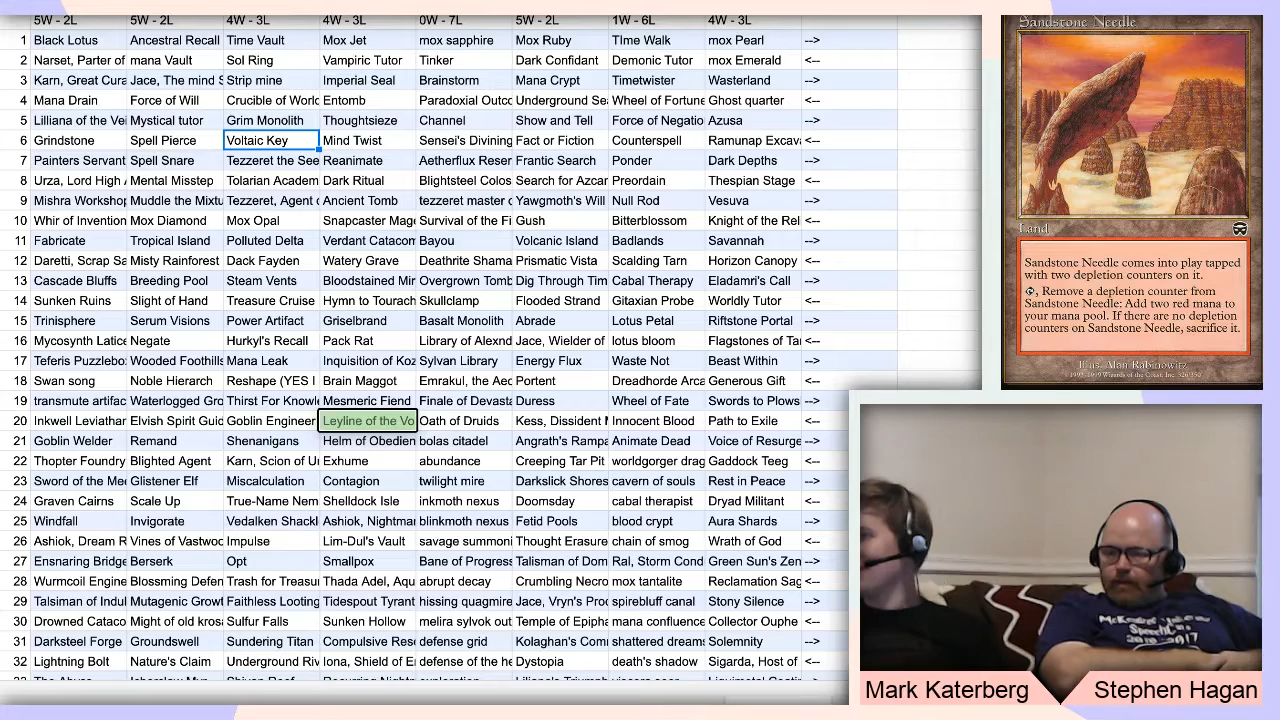 5W - 2L 5W - 2L 4W - 3L 4W - 3L 0W - 7L 5W - 2L 1W - 6L 4W - 3L
1 Black Lotus Ancestral Recall Time Vault Mox Jet mox sapphire Mox Ruby TIme Walk mox Pearl -->
2 Narset, Parter of mana Vault Sol Ring Vampiric Tutor Tinker Dark Confidant Demonic Tutor mox Emerald <--
3 Karn, Great Crea Jace, The mind S Strip mine Imperial Seal Brainstorm Mana Crypt Timetwister Wasterland -->
4 Mana Drain Force of Will Crucible of World Entomb Paradoxial Outco Underground Se Wheel of Fortune Ghost quarter <--
5 Lilliana of the Vei Mystical tutor Grim Monolith Thoughtsieze Channel Show and Tell Force of Negatio Azusa -->
6 Grindstone Spell Pierce Voltaic Key Mind Twist Sensei's Divining Fact or Fiction Counterspell Ramunap Excava <--
7 Painters Servant Spell Snare Tezzeret the See Reanimate Aetherflux Reser Frantic Search Ponder Dark Depths -->
8 Urza, Lord High Mental Misstep Tolarian Academ Dark Ritual Blightsteel Colos Search for Azcar Preordain Thespian Stage <--
9 Mishra Workshop Muddle the Mixtu Tezzeret, Agent o Ancient Tomb tezzeret master o Yawgmoth's Will Null Rod Vesuva -->
10 Whir of Invention Mox Diamond Mox Opal Snapcaster Mage Survival of the Fi Gush Bitterblossom Knight of the Rel <--
11 Fabricate Tropical Island Polluted Delta Verdant Catacom Bayou Volcanic Island Badlands Savannah -->
12 Daretti, Scrap Sa Misty Rainforest Dack Fayden Watery Grave Deathrite Shama Prismatic Vista Scalding Tarn Horizon Canopy <--
13 Cascade Bluffs Breeding Pool Steam Vents Bloodstained Mir Overgrown Tomb Dig Through Tim Cabal Therapy Eladamri's Call -->
14 Sunken Ruins Slight of Hand Treasure Cruise Hymn to Tourach Skullclamp Flooded Strand Gitaxian Probe Worldly Tutor <--
15 Trinisphere Serum Visions Power Artifact Griselbrand Basalt Monolith Abrade Lotus Petal Riftstone Portal -->
16 Mycosynth Lattic Negate Hurkyl's Recall Pack Rat Library of Alexnd Jace, Wielder of lotus bloom Flagstones of Tra <--
17 Teferis Puzzlebo Wooded Foothills Mana Leak Inquisition of Koz Sylvan Library Energy Flux Waste Not Beast Within -->
18 Swan song Noble Hierarch Reshape (YES I Brain Maggot Emrakul, the Aec Portent Dreadhorde Arca Generous Gift <--
19 transmute artifac Waterlogged Gro Thirst For Knowle Mesmeric Fiend Finale of Devasta Duress Wheel of Fate Swords to Plows -->
20 Inkwell Leviathan Elvish Spirit Guid Goblin Engineer Leyline of the Vo Oath of Druids Kess, Dissident M Innocent Blood Path to Exile <--
21 Goblin Welder Remand Shenanigans Helm of Obedien bolas citadel Angrath's Rampa Animate Dead Voice of Resurge -->
22 Thopter Foundry Blighted Agent Karn, Scion of Ur Exhume abundance Creeping Tar Pit worldgorger drag Gaddock Teeg <--
23 Sword of the Mee Glistener Elf Miscalculation Contagion twilight mire Darkslick Shores cavern of souls Rest in Peace -->
24 Graven Cairns Scale Up True-Name Nem Shelldock Isle inkmoth nexus Doomsday cabal therapist Dryad Militant <--
25 Windfall Invigorate Vedalken Shackl Ashiok, Nightmar blinkmoth nexus Fetid Pools blood crypt Aura Shards -->
26 Ashiok, Dream R Vines of Vastwoo Impulse Lim-Dul's Vault savage summoni Thought Erasure chain of smog Wrath of God <--
27 Ensnaring Bridge Berserk Opt Smallpox Bane of Progress Talisman of Dom Ral, Storm Cond Green Sun's Zen -->
28 Wurmcoil Engine Blossming Defen Trash for Treasur Thada Adel, Aqu abrupt decay Crumbling Necro mox tantalite Reclamation Sag <--
29 Talsiman of Indul Mutagenic Growt Faithless Looting Tidespout Tyrant hissing quagmire Jace, Vryn's Proc spirebluff canal Stony Silence -->
30 Drowned Cataco Might of old kros Sulfur Falls Sunken Hollow melira sylvok out Temple of Epipha mana confluence Collector Ouphe <--
31 Darksteel Forge Groundswell Sundering Titan Compulsive Rese defense grid Kolaghan's Com shattered dreams Solemnity -->
32 Lightning Bolt Nature's Claim Underground Riv Iona, Shield of E defense of the he Dystopia death's shadow Sigarda, Host of <--
Sandstone Needle
Land
Sandstone Needle comes into play tapped
with two depletion counters on it.
, Remove a depletion counter from
Sandstone Needle: Add two red mana to
your mana pool. If there are no depletion
counters on Sandstone Needle, sacrifice it.
Illus. Alan Rabinowitz
Mark Katerberg
Stephen Hagan